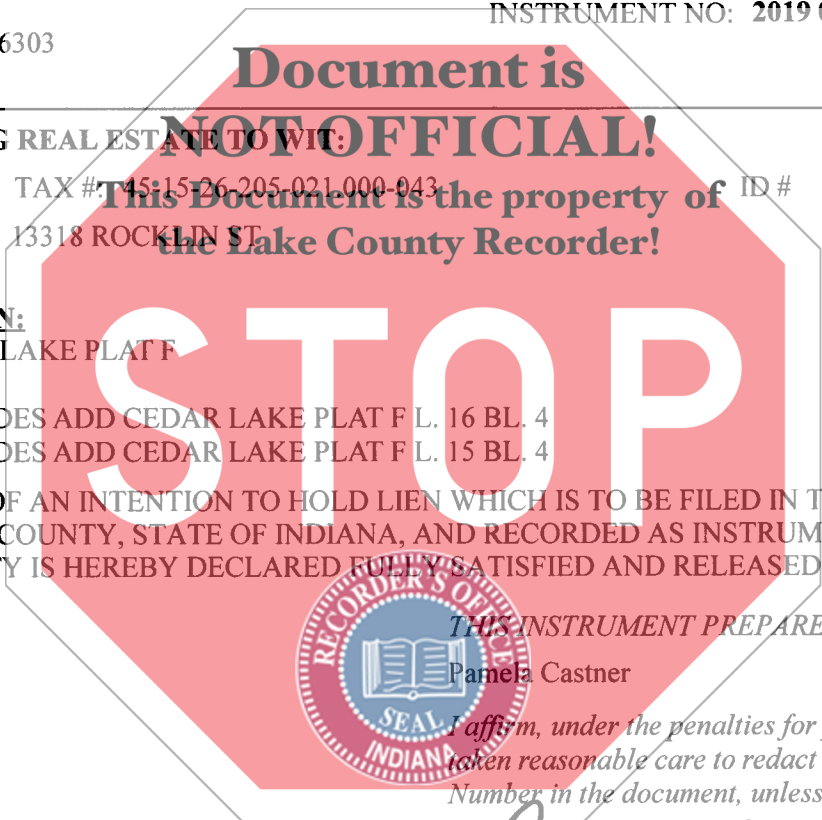 INSTRUMENT NO: 2019 0
6303
Document is
NOT OFFICIAL!
G REAL ESTATE TO WIT:
TAX #: 45-15-26-205-021.000-043 ID #
This Document is the property of
13318 ROCKLIN ST
the Lake County Recorder!
N:
LAKE PLAT F
STOP
DES ADD CEDAR LAKE PLAT F L. 16 BL. 4
DES ADD CEDAR LAKE PLAT F L. 15 BL. 4
OF AN INTENTION TO HOLD LIEN WHICH IS TO BE FILED IN T
COUNTY, STATE OF INDIANA, AND RECORDED AS INSTRUM
Y IS HEREBY DECLARED FULLY SATISFIED AND RELEASED
RECORDER'S OFFICE
SEAL
INDIANA
THIS INSTRUMENT PREPARE
Pamela Castner
I affirm, under the penalties for
taken reasonable care to redact
Number in the document, unless